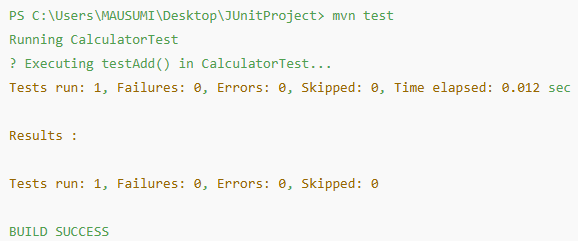 PS C:\Users\MAUSUMI\Desktop\JUnitProject> mvn test
Running CalculatorTest
? Executing testAdd() in CalculatorTest...
Tests run: 1, Failures: 0, Errors: 0, Skipped: 0, Time elapsed: 0.012 sec
Results :
Tests run: 1, Failures: 0, Errors: 0, Skipped: 0
BUILD SUCCESS